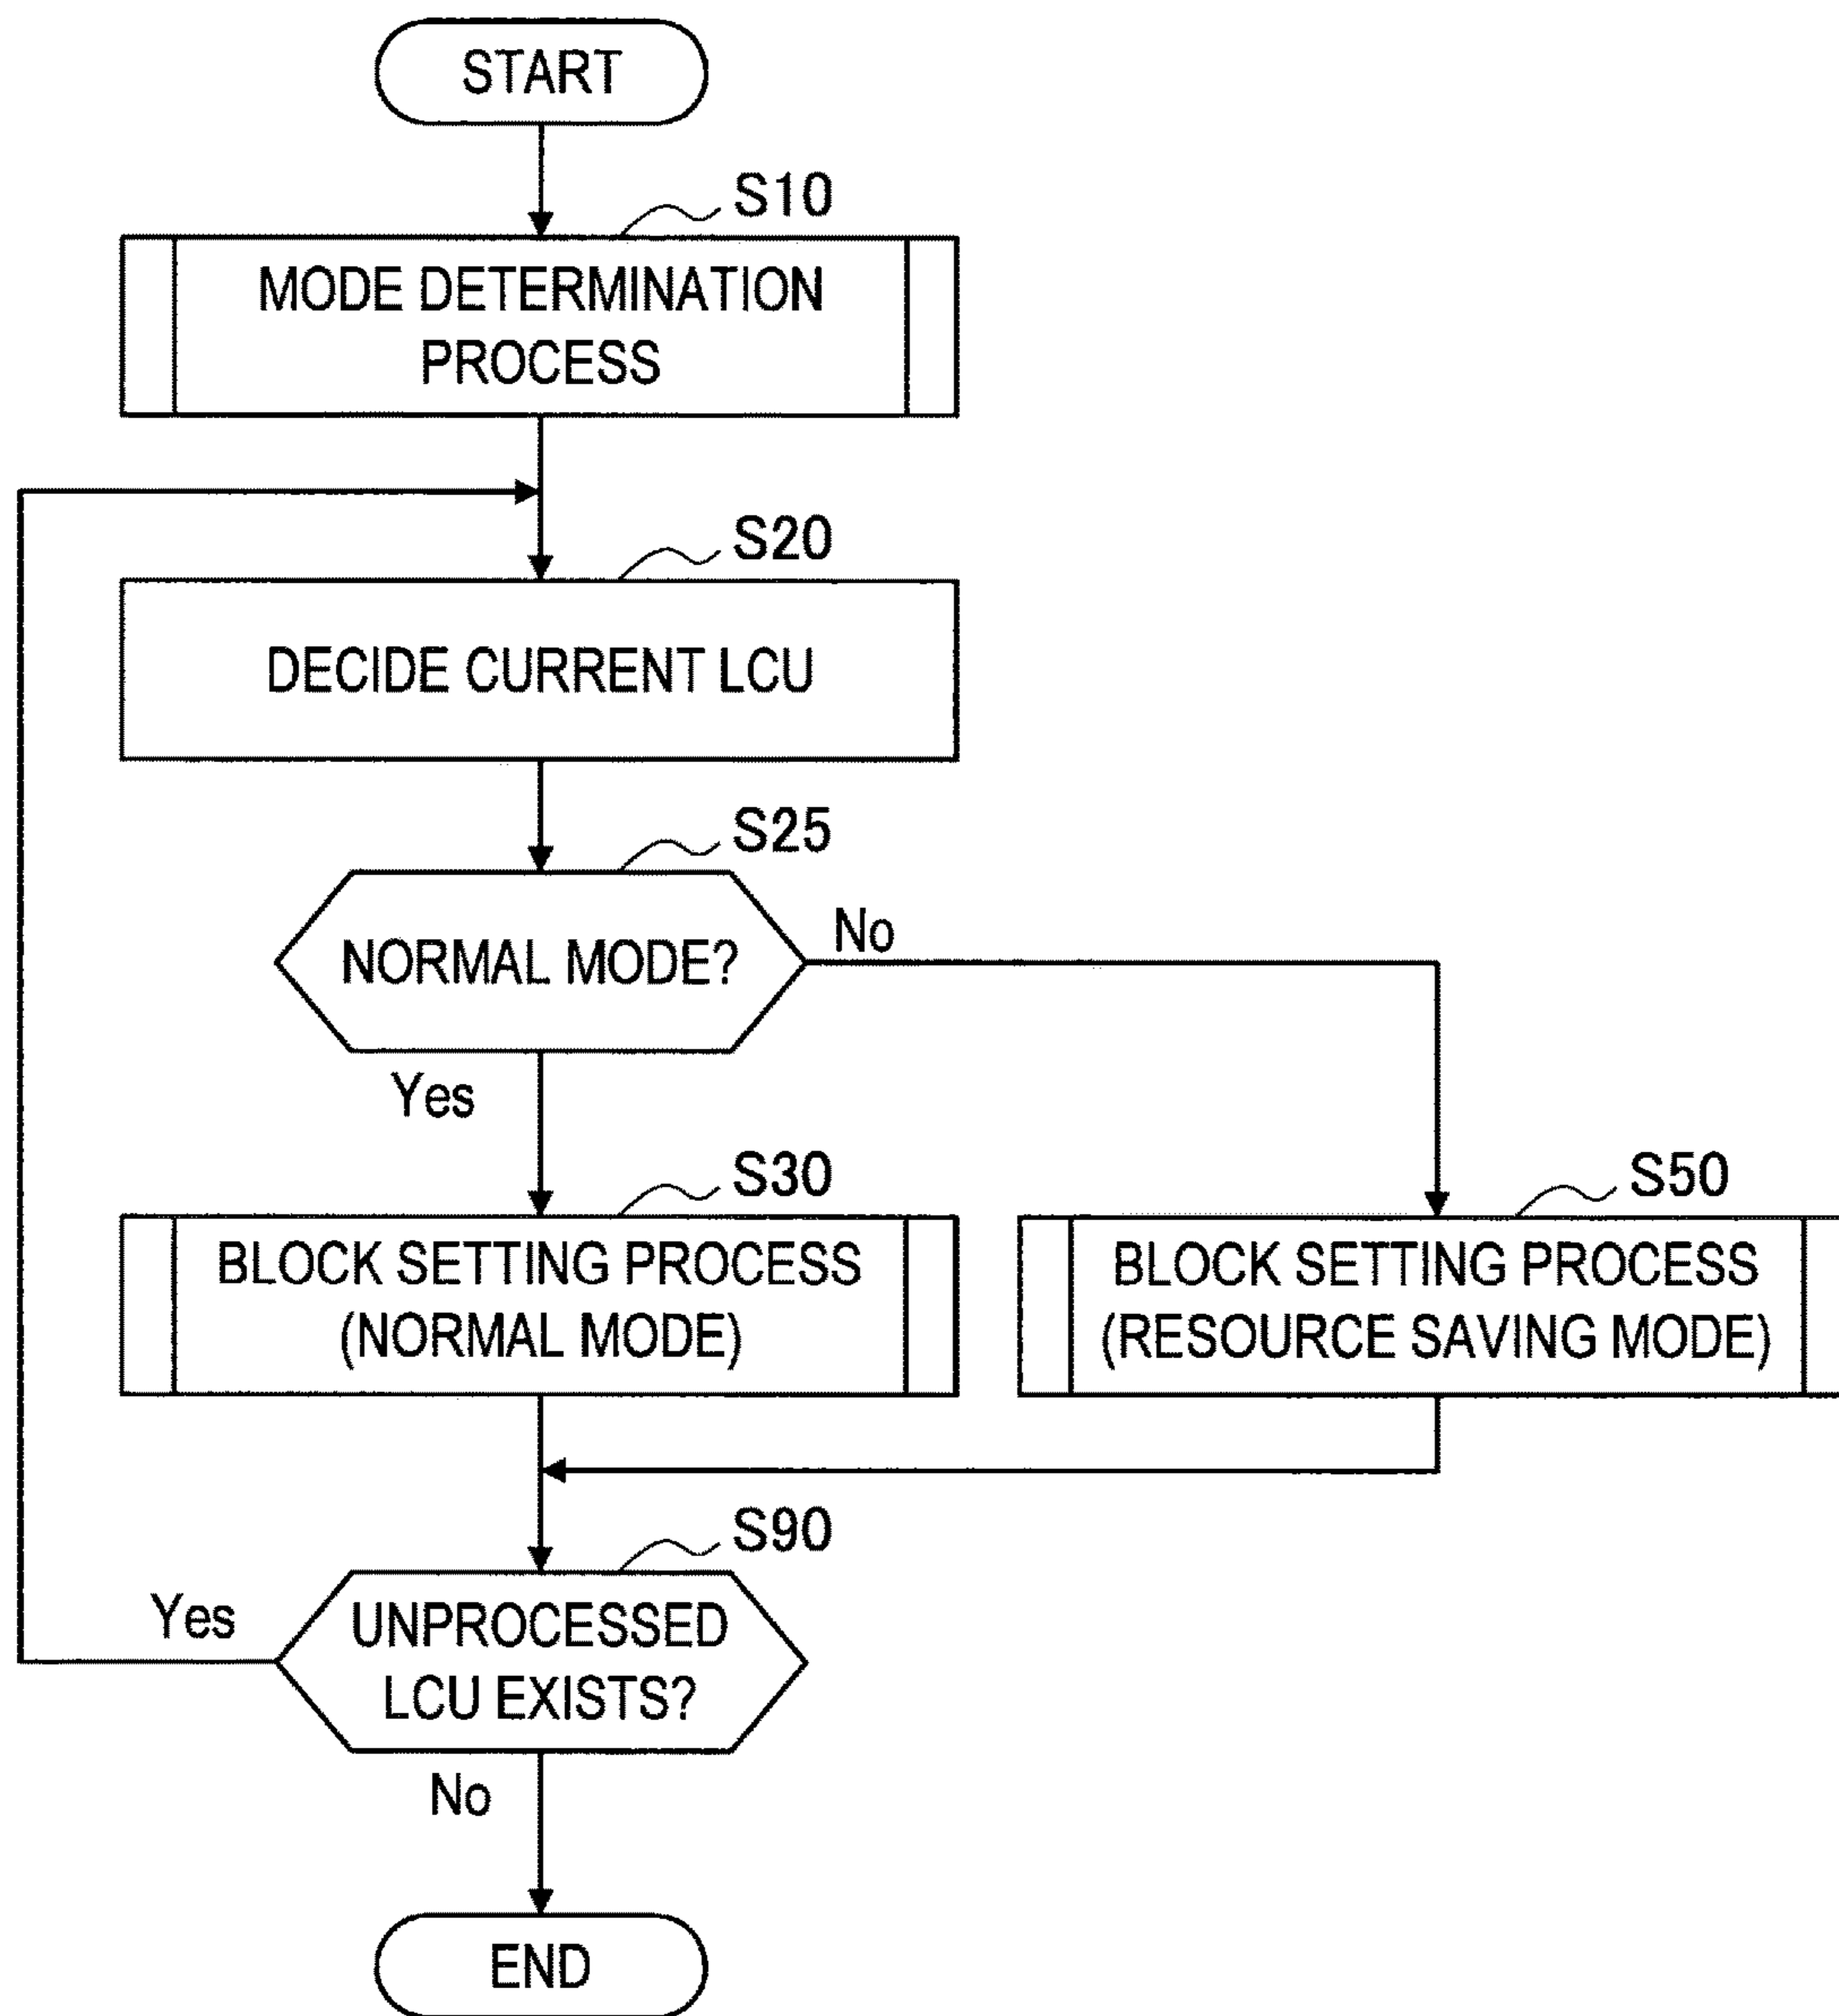 START
S10
MODE DETERMINATION
PROCESS
S20
DECIDE CURRENT LCU
S25
NORMAL MODE?
No
Yes
S30
BLOCK SETTING PROCESS
(NORMAL MODE)
S50
BLOCK SETTING PROCESS
(RESOURCE SAVING MODE)
S90
UNPROCESSED
LCU EXISTS?
Yes
No
END